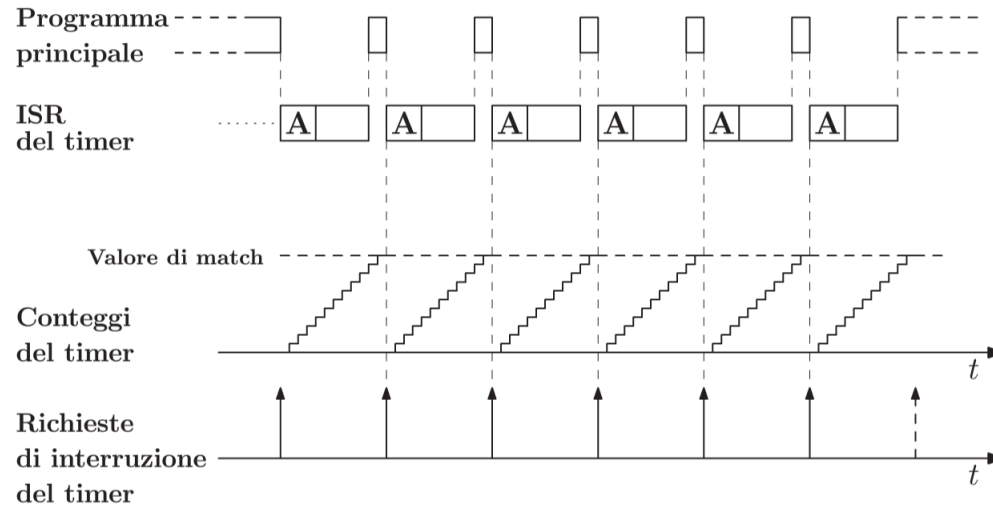 Programma
principale
ISR
del timer
A A A A A A
Valore di match
Conteggi
del timer
t
Richieste
di interruzione
del timer
t